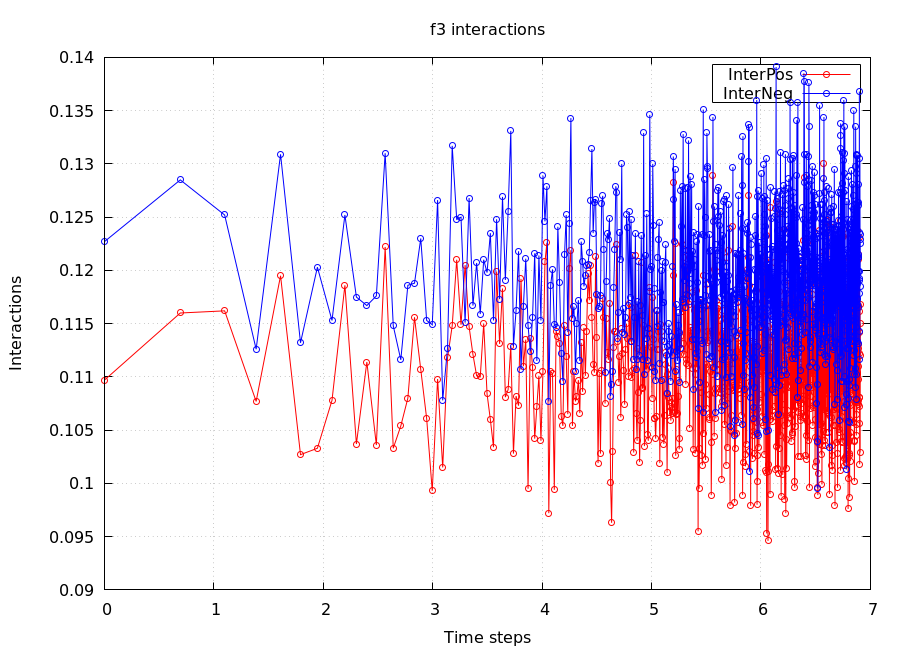 f3 interactions
0.14
0.135
0.13
0.125
0.12
0.115
0.11
0.105
0.1
0.095
0.09
Interactions
InterPos
InterNeg
0 1 2 3 4 5 6 7
Time steps